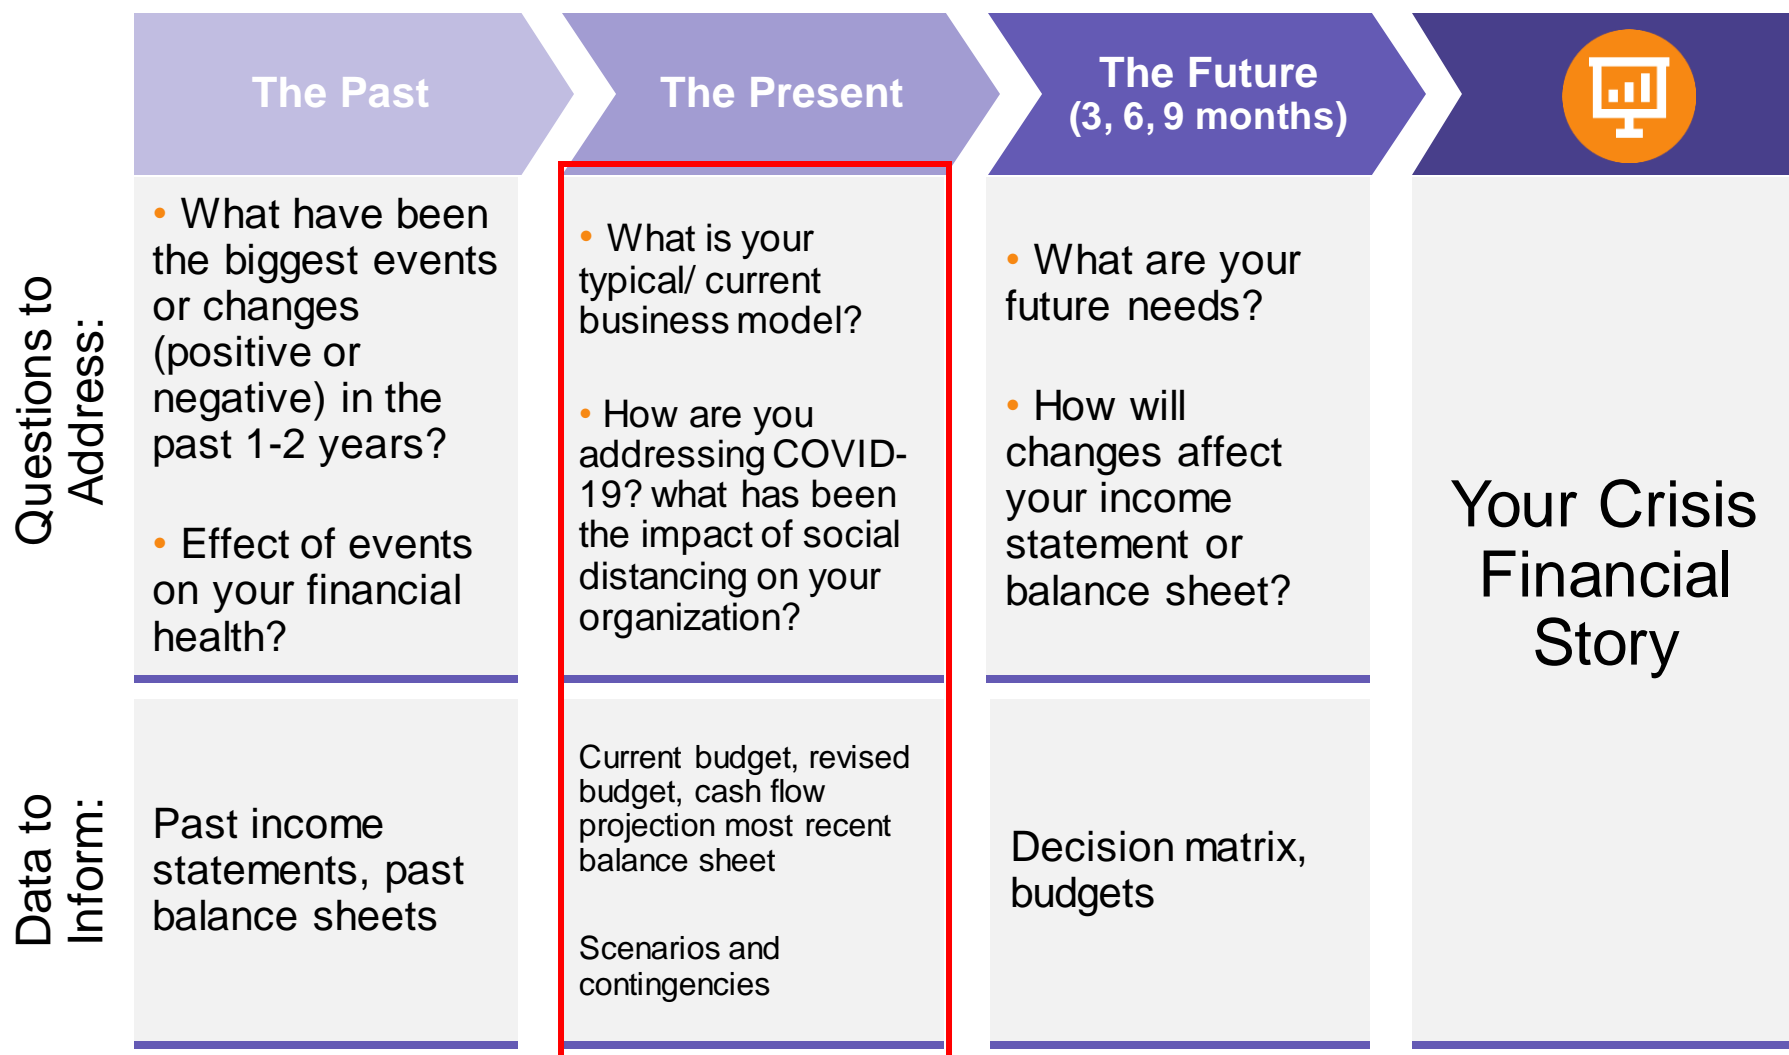 The Past
The Present
The Future
(3, 6, 9 months)
Questions to
Address:
• What have been
the biggest events
or changes
(positive or
negative) in the
past 1-2 years?
• Effect of events
on your financial
health?
• What is your
typical/ current
business model?
• How are you
addressing COVID-
19? what has been
the impact of social
distancing on your
organization?
• What are your
future needs?
• How will
changes affect
your income
statement or
balance sheet?
Your Crisis
Financial
Story
Data to
Inform:
Past income
statements, past
balance sheets
Current budget, revised
budget, cash flow
projection most recent
balance sheet
Scenarios and
contingencies
Decision matrix,
budgets